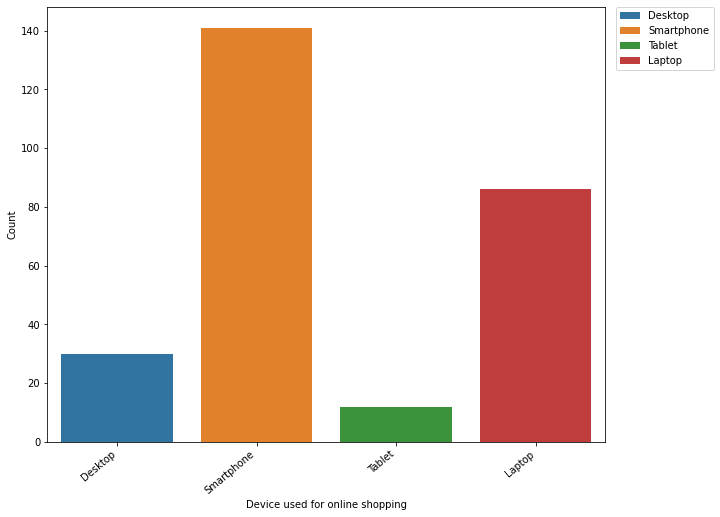 Desktop
Smartphone
Tablet
Laptop
140
120
100
80
60
40
20
0
Count
Desktop
Smartphone
Tablet
Laptop
Device used for online shopping